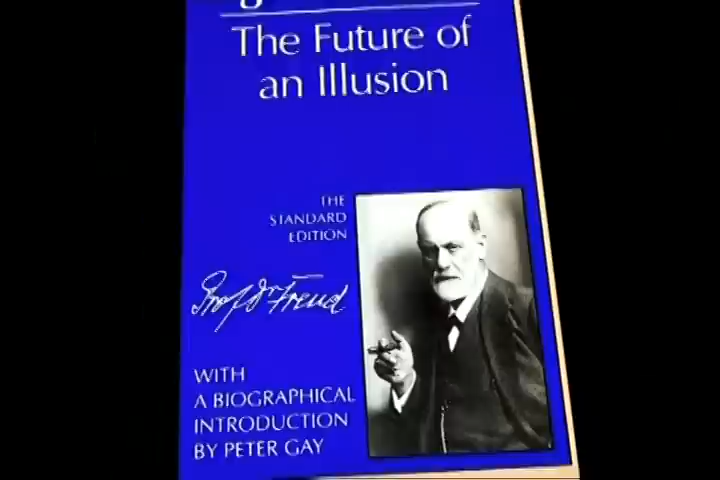 The Future of
an Illusion
THE
STANDARD
EDITION
Prof Dr Freud
WITH
A BIOGRAPHICAL
INTRODUCTION
BY PETER GAY